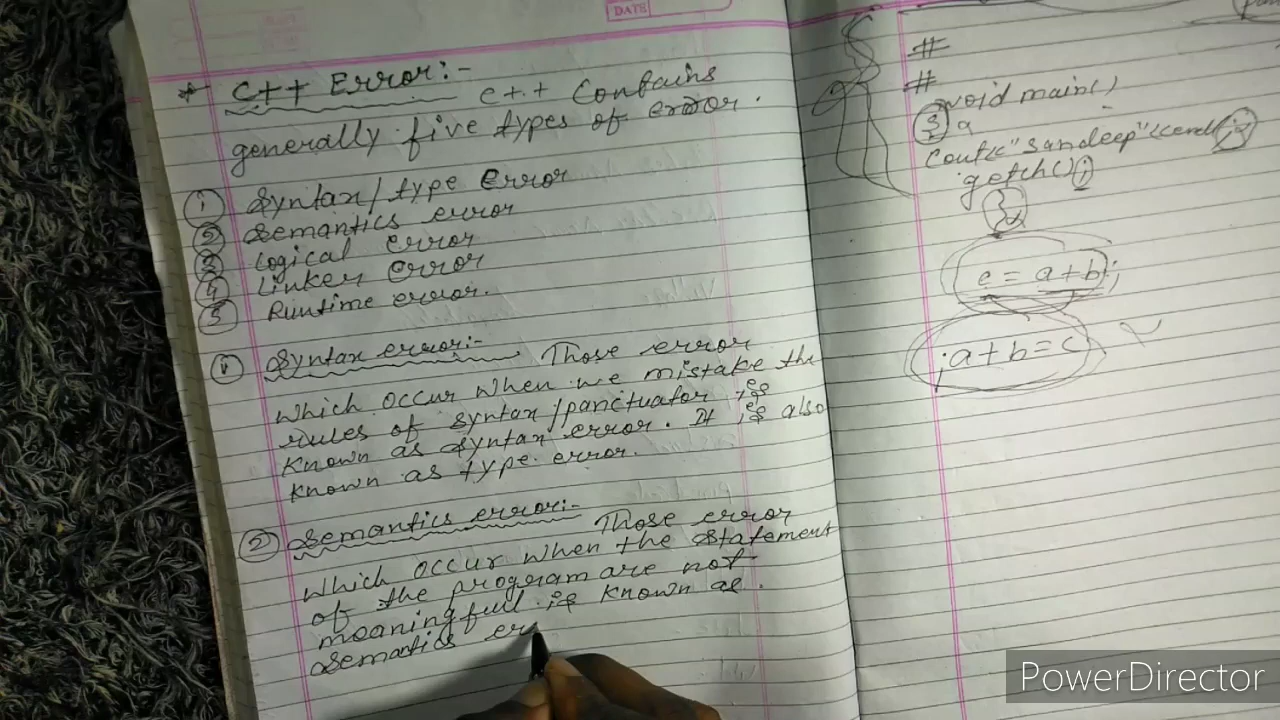 DATE
* C++ Error:-
C++ Contains
generally five types of error.
① Syntax/type Error
② Semantics error
③ Logical error
④ Linker Error
⑤ Runtime error.
① Syntax error:- Those error
which occur when we mistake the
rules of syntax/panctuator is
known as syntax error. It is also
known as type error.
② Semantics error:- Those error
which occur when the statement
of the program are not
meaningfull is known as
semantics er
#
#
void main()
{
cout<<"Sandeep"<<endl;
getch();
}
e = a+b;
;a+b=c
PowerDirector